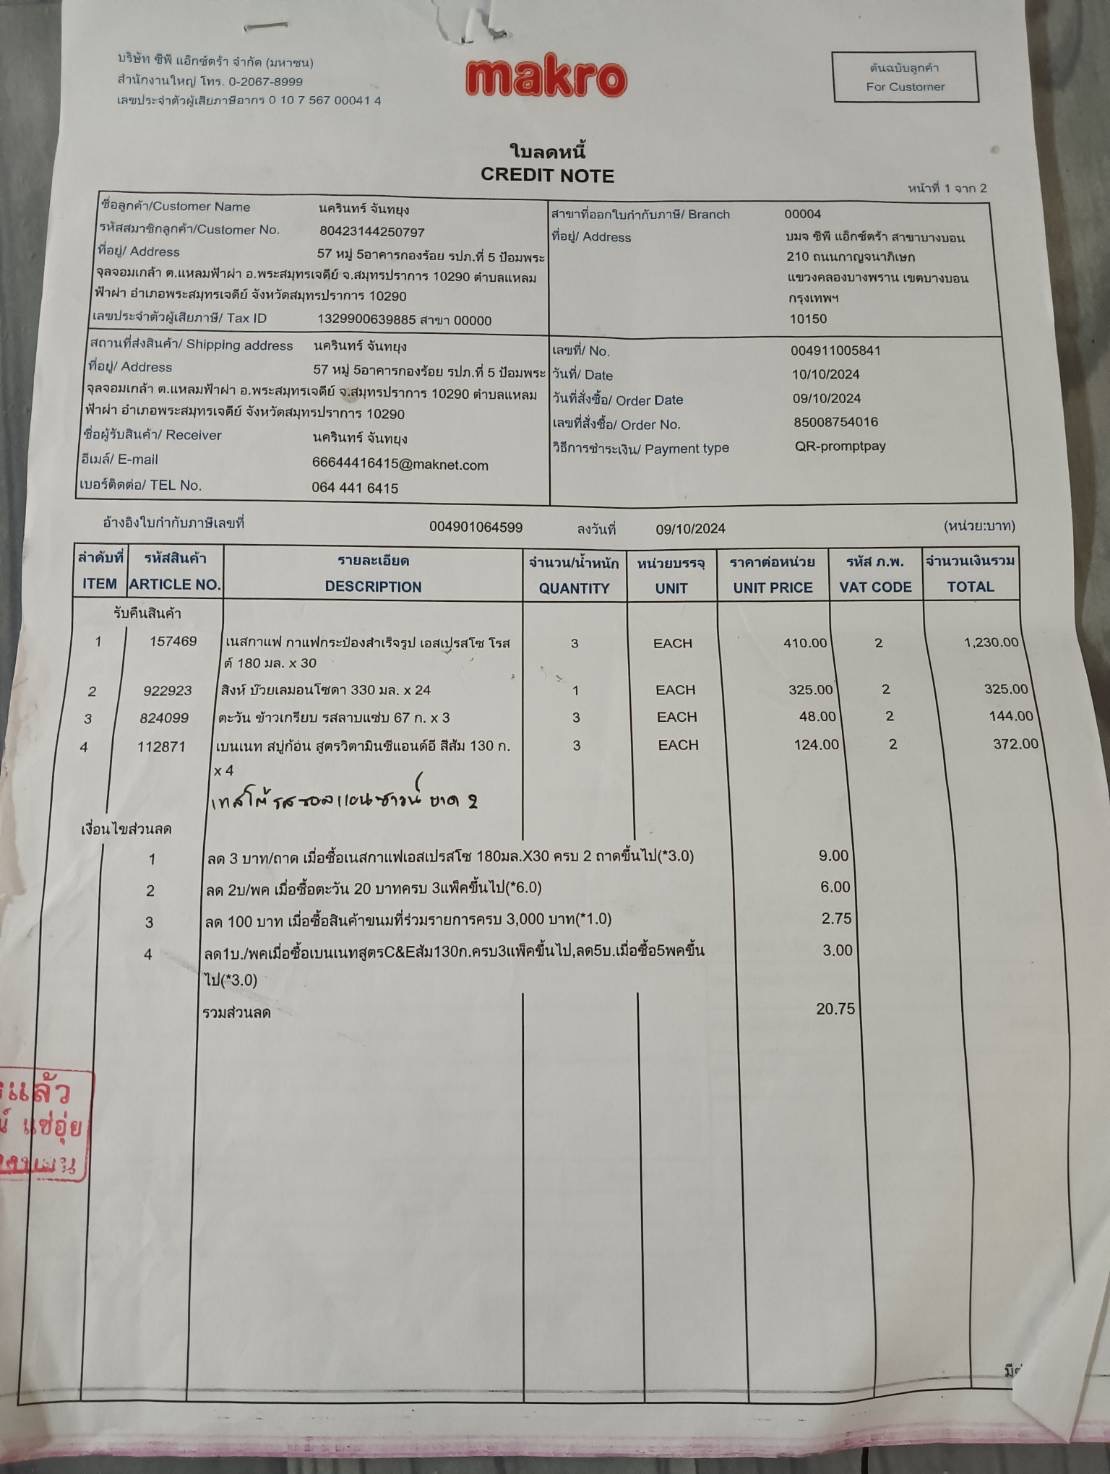 บริษัท ซีพี แอ็กซ์ตร้า จำกัด (มหาชน)
สำนักงานใหญ่ โทร. 0-2067-8999
เลขประจำตัวผู้เสียภาษีอากร 0 10 7 567 00041 4
makro
ต้นฉบับลูกค้า
For Customer
ใบลดหนี้
CREDIT NOTE
หน้าที่ 1 จาก 2
ชื่อลูกค้า/Customer Name นครินทร์ จันทยุง
รหัสสมาชิกลูกค้า/Customer No. 80423144250797
ที่อยู่/ Address 57 หมู่ 5อาคารกองร้อย รปภ.ที่ 5 ป้อมพระ
จุลจอมเกล้า ต.แหลมฟ้าผ่า อ.พระสมุทรเจดีย์ จ.สมุทรปราการ 10290 ตำบลแหลม
ฟ้าผ่า อำเภอพระสมุทรเจดีย์ จังหวัดสมุทรปราการ 10290
เลขประจำตัวผู้เสียภาษี/ Tax ID 1329900639885 สาขา 00000
สาขาที่ออกใบกำกับภาษี/ Branch 00004
ที่อยู่/ Address บมจ ซีพี แอ็กซ์ตร้า สาขาบางบอน
210 ถนนกาญจนาภิเษก
แขวงคลองบางพราน เขตบางบอน
กรุงเทพฯ
10150
สถานที่ส่งสินค้า/ Shipping address นครินทร์ จันทยุง
ที่อยู่/ Address 57 หมู่ 5อาคารกองร้อย รปภ.ที่ 5 ป้อมพระ
จุลจอมเกล้า ต.แหลมฟ้าผ่า อ.พระสมุทรเจดีย์ จ.สมุทรปราการ 10290 ตำบลแหลม
ฟ้าผ่า อำเภอพระสมุทรเจดีย์ จังหวัดสมุทรปราการ 10290
ชื่อผู้รับสินค้า/ Receiver นครินทร์ จันทยุง
อีเมล์/ E-mail 66644416415@maknet.com
เบอร์ติดต่อ/ TEL No. 064 441 6415
เลขที่/ No. 004911005841
วันที่/ Date 10/10/2024
วันที่สั่งซื้อ/ Order Date 09/10/2024
เลขที่สั่งซื้อ/ Order No. 85008754016
วิธีการชำระเงิน/ Payment type QR-promptpay
อ้างอิงใบกำกับภาษีเลขที่ 004901064599 ลงวันที่ 09/10/2024 (หน่วย:บาท)
ลำดับที่ รหัสสินค้า รายละเอียด จำนวน/น้ำหนัก หน่วยบรรจุ ราคาต่อหน่วย รหัส ภ.พ. จำนวนเงินรวม
ITEM ARTICLE NO. DESCRIPTION QUANTITY UNIT UNIT PRICE VAT CODE TOTAL
รับคืนสินค้า
1 157469 เนสกาแฟ กาแฟกระป๋องสำเร็จรูป เอสเปรสโซ โรส 3 EACH 410.00 2 1,230.00
ต์ 180 มล. x 30
2 922923 สิงห์ บ๊วยเลมอนโซดา 330 มล. x 24 1 EACH 325.00 2 325.00
3 824099 ตะวัน ข้าวเกรียบ รสลาบแซ่บ 67 ก. x 3 3 EACH 48.00 2 144.00
4 112871 เบนเนท สบู่ก้อน สูตรวิตามินซีแอนด์อี สีส้ม 130 ก. 3 EACH 124.00 2 372.00
x 4
เทสโต้ รส ขาด 2
เงื่อนไขส่วนลด
1 ลด 3 บาท/ถาด เมื่อซื้อเนสกาแฟเอสเปรสโซ 180มล.X30 ครบ 2 ถาดขึ้นไป(*3.0) 9.00
2 ลด 2บ/พค เมื่อซื้อตะวัน 20 บาทครบ 3แพ็คขึ้นไป(*6.0) 6.00
3 ลด 100 บาท เมื่อซื้อสินค้าขนมที่ร่วมรายการครบ 3,000 บาท(*1.0) 2.75
4 ลด1บ./พคเมื่อซื้อเบนเนทสูตรC&Eส้ม130ก.ครบ3แพ็คขึ้นไป,ลด5บ.เมื่อซื้อ5พคขึ้น 3.00
ไป(*3.0)
รวมส่วนลด 20.75
แล้ว
แซ่อุ่ย